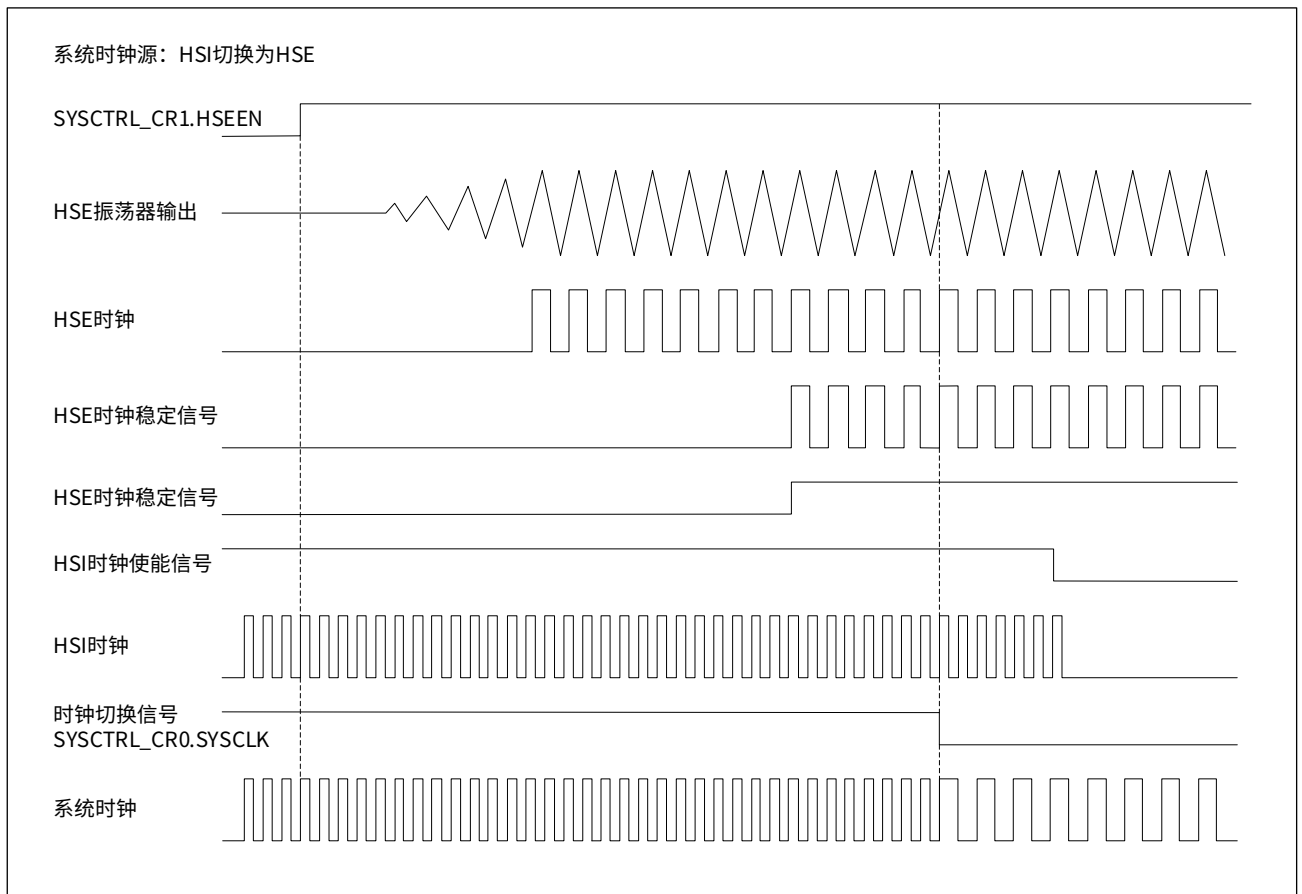 系统时钟源：HSI切换为HSE
SYSCTRL_CR1.HSEEN
HSE振荡器输出
HSE时钟
HSE时钟稳定信号
HSE时钟稳定信号
HSI时钟使能信号
HSI时钟
时钟切换信号
SYSCTRL_CR0.SYSCLK
系统时钟